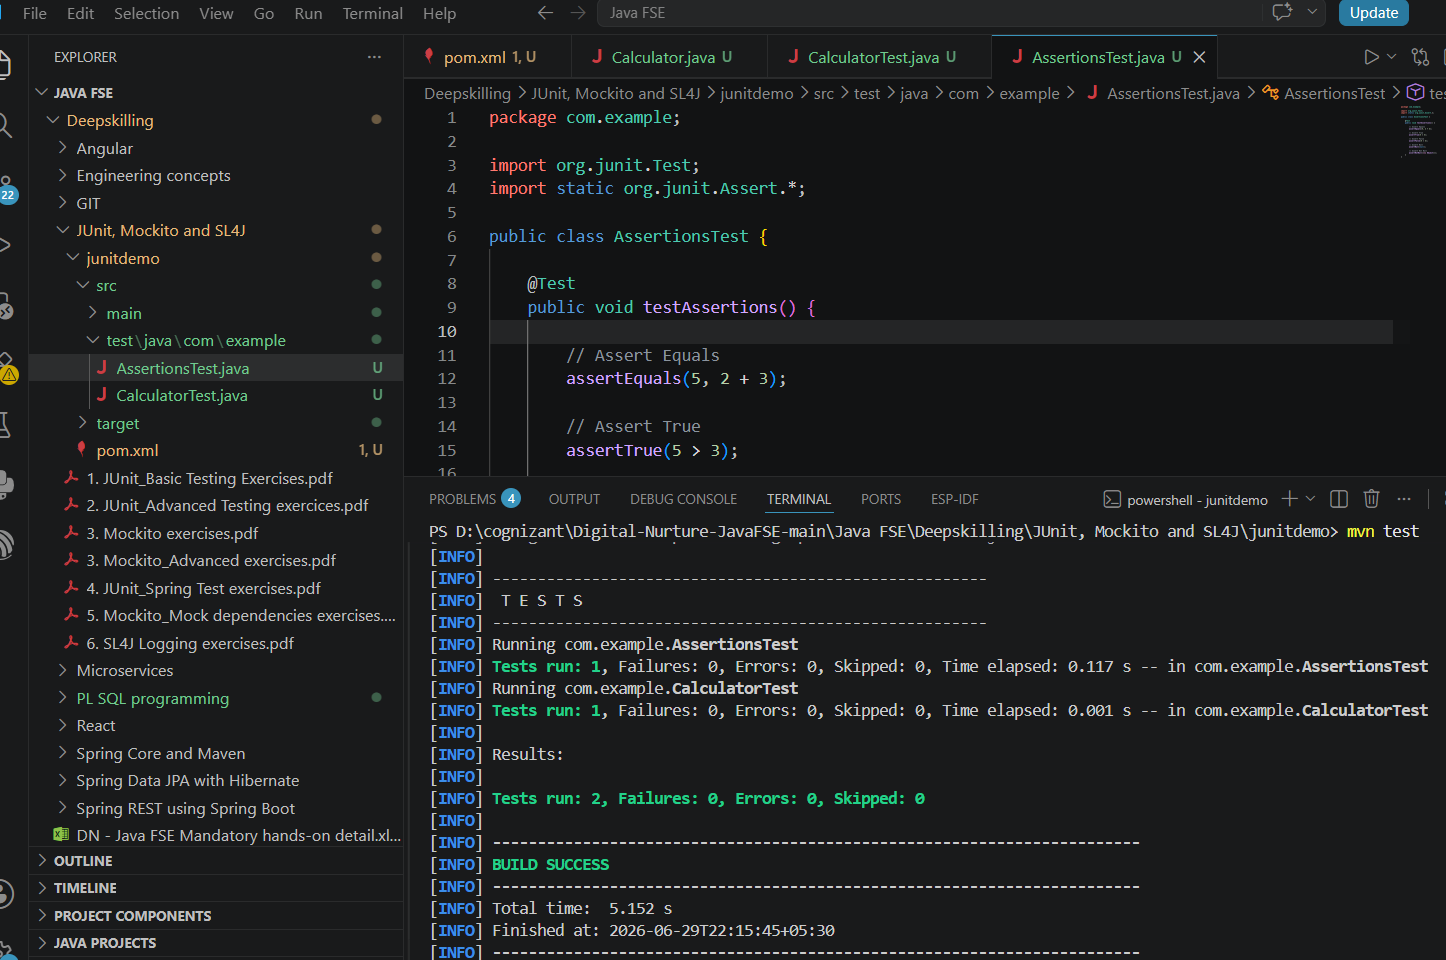 File Edit Selection View Go Run Terminal Help
Java FSE
Update
EXPLORER
JAVA FSE
Deepskilling
Angular
Engineering concepts
GIT
JUnit, Mockito and SL4J
junitdemo
src
main
test\java\com\example
AssertionsTest.java U
CalculatorTest.java U
target
pom.xml 1, U
1. JUnit_Basic Testing Exercises.pdf
2. JUnit_Advanced Testing exercices.pdf
3. Mockito exercises.pdf
3. Mockito_Advanced exercises.pdf
4. JUnit_Spring Test exercises.pdf
5. Mockito_Mock dependencies exercises....
6. SL4J Logging exercises.pdf
Microservices
PL SQL programming
React
Spring Core and Maven
Spring Data JPA with Hibernate
Spring REST using Spring Boot
DN - Java FSE Mandatory hands-on detail.xl...
OUTLINE
TIMELINE
PROJECT COMPONENTS
JAVA PROJECTS
22
pom.xml 1, U
Calculator.java U
CalculatorTest.java U
AssertionsTest.java U
Deepskilling > JUnit, Mockito and SL4J > junitdemo > src > test > java > com > example > AssertionsTest.java > AssertionsTest > tes
1 package com.example;
2
3 import org.junit.Test;
4 import static org.junit.Assert.*;
5
6 public class AssertionsTest {
7
8 @Test
9 public void testAssertions() {
10
11 // Assert Equals
12 assertEquals(5, 2 + 3);
13
14 // Assert True
15 assertTrue(5 > 3);
16
PROBLEMS 4 OUTPUT DEBUG CONSOLE TERMINAL PORTS ESP-IDF
powershell - junitdemo
PS D:\cognizant\Digital-Nurture-JavaFSE-main\Java FSE\Deepskilling\JUnit, Mockito and SL4J\junitdemo> mvn test
[INFO]
[INFO] -------------------------------------------------------
[INFO] T E S T S
[INFO] -------------------------------------------------------
[INFO] Running com.example.AssertionsTest
[INFO] Tests run: 1, Failures: 0, Errors: 0, Skipped: 0, Time elapsed: 0.117 s -- in com.example.AssertionsTest
[INFO] Running com.example.CalculatorTest
[INFO] Tests run: 1, Failures: 0, Errors: 0, Skipped: 0, Time elapsed: 0.001 s -- in com.example.CalculatorTest
[INFO]
[INFO] Results:
[INFO]
[INFO] Tests run: 2, Failures: 0, Errors: 0, Skipped: 0
[INFO]
[INFO] ------------------------------------------------------------------------
[INFO] BUILD SUCCESS
[INFO] ------------------------------------------------------------------------
[INFO] Total time:  5.152 s
[INFO] Finished at: 2026-06-29T22:15:45+05:30
[INFO] ------------------------------------------------------------------------